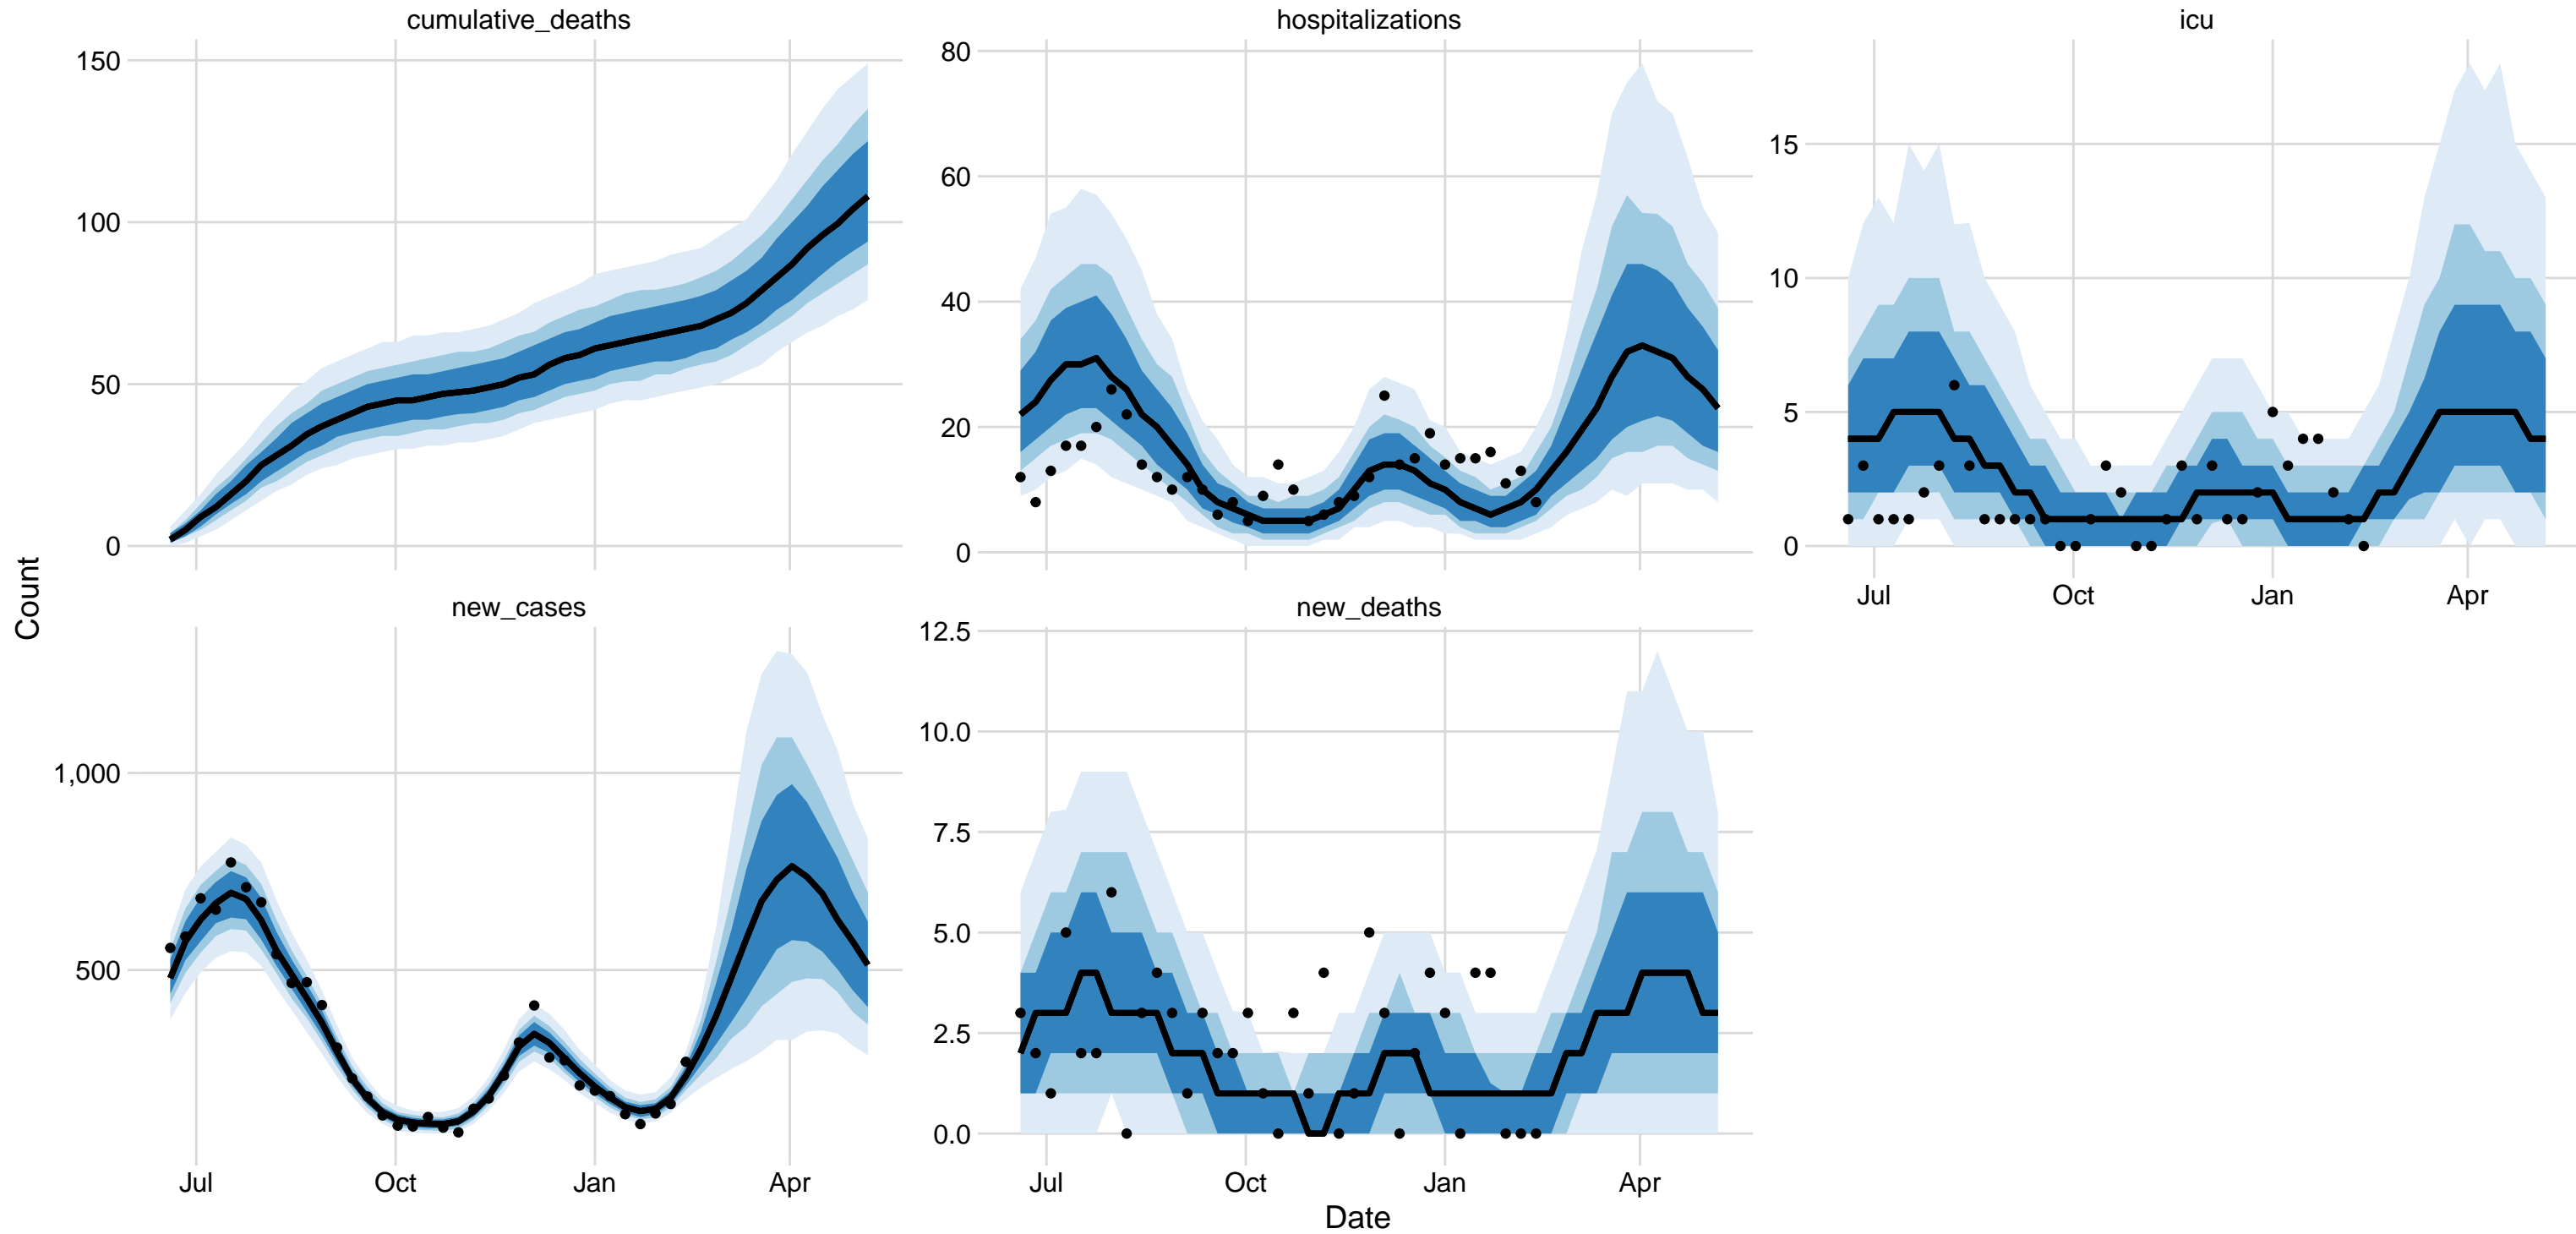 cumulative_deaths
hospitalizations
icu
150
100
50
0
80
60
40
20
0
15
10
5
0
Jul
Oct
Jan
Apr
Count
new_cases
new_deaths
1,000
500
12.5
10.0
7.5
5.0
2.5
0.0
Jul
Oct
Jan
Apr
Jul
Oct
Jan
Apr
Date